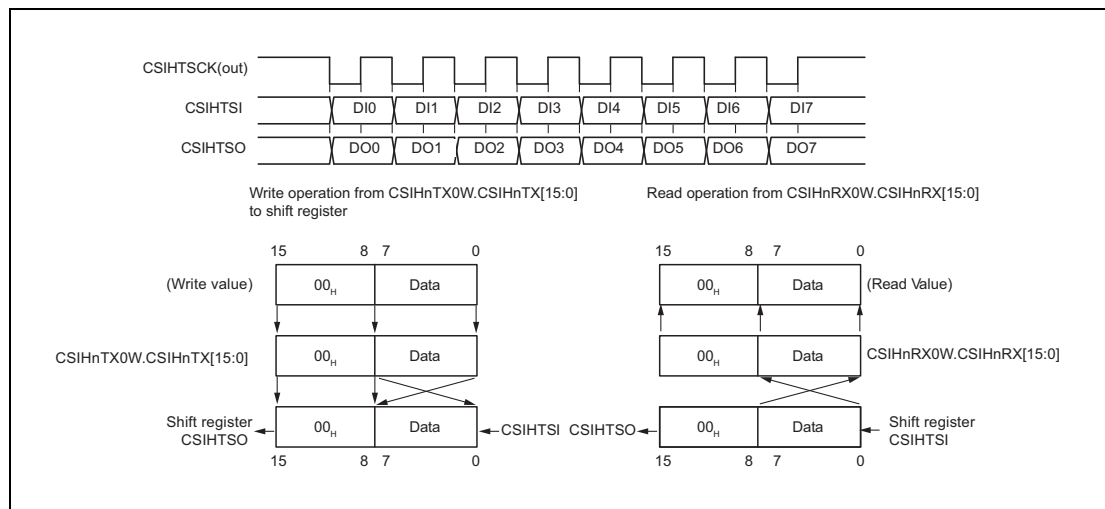 CSIHTSCK(out)
CSIHTSI DI0 DI1 DI2 DI3 DI4 DI5 DI6 DI7
CSIHTSO DO0 DO1 DO2 DO3 DO4 DO5 DO6 DO7
Write operation from CSIHnTX0W.CSIHnTX[15:0]
to shift register
Read operation from CSIHnRX0W.CSIHnRX[15:0]
15 8 7 0
(Write value) 00H Data
CSIHnTX0W.CSIHnTX[15:0] 00H Data
Shift register
CSIHTSO 00H Data CSIHTSI
15 8 7 0
15 8 7 0
00H Data (Read Value)
00H Data CSIHnRX0W.CSIHnRX[15:0]
CSIHTSO 00H Data Shift register
CSIHTSI
15 8 7 0